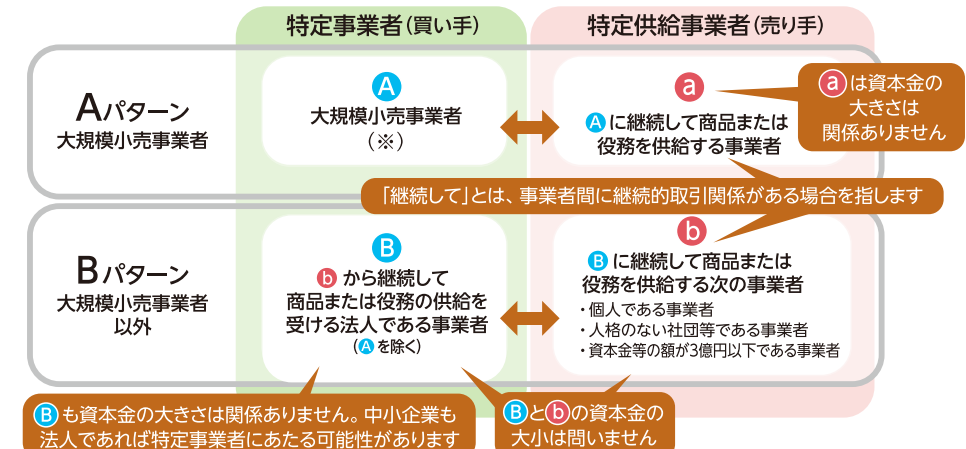 特定事業者(買い手)
特定供給事業者(売り手)
Aパターン
大規模小売事業者
A
大規模小売事業者
(※)
a
Aに継続して商品または
役務を供給する事業者
aは資本金の
大きさは
関係ありません
「継続して」とは、事業者間に継続的取引関係がある場合を指します
Bパターン
大規模小売事業者
以外
B
bから継続して
商品または役務の供給を
受ける法人である事業者
(Aを除く)
b
Bに継続して商品または
役務を供給する次の事業者
・個人である事業者
・人格のない社団等である事業者
・資本金等の額が3億円以下である事業者
Bも資本金の大きさは関係ありません。中小企業も
法人であれば特定事業者にあたる可能性があります
Bとbの資本金の
大小は問いません